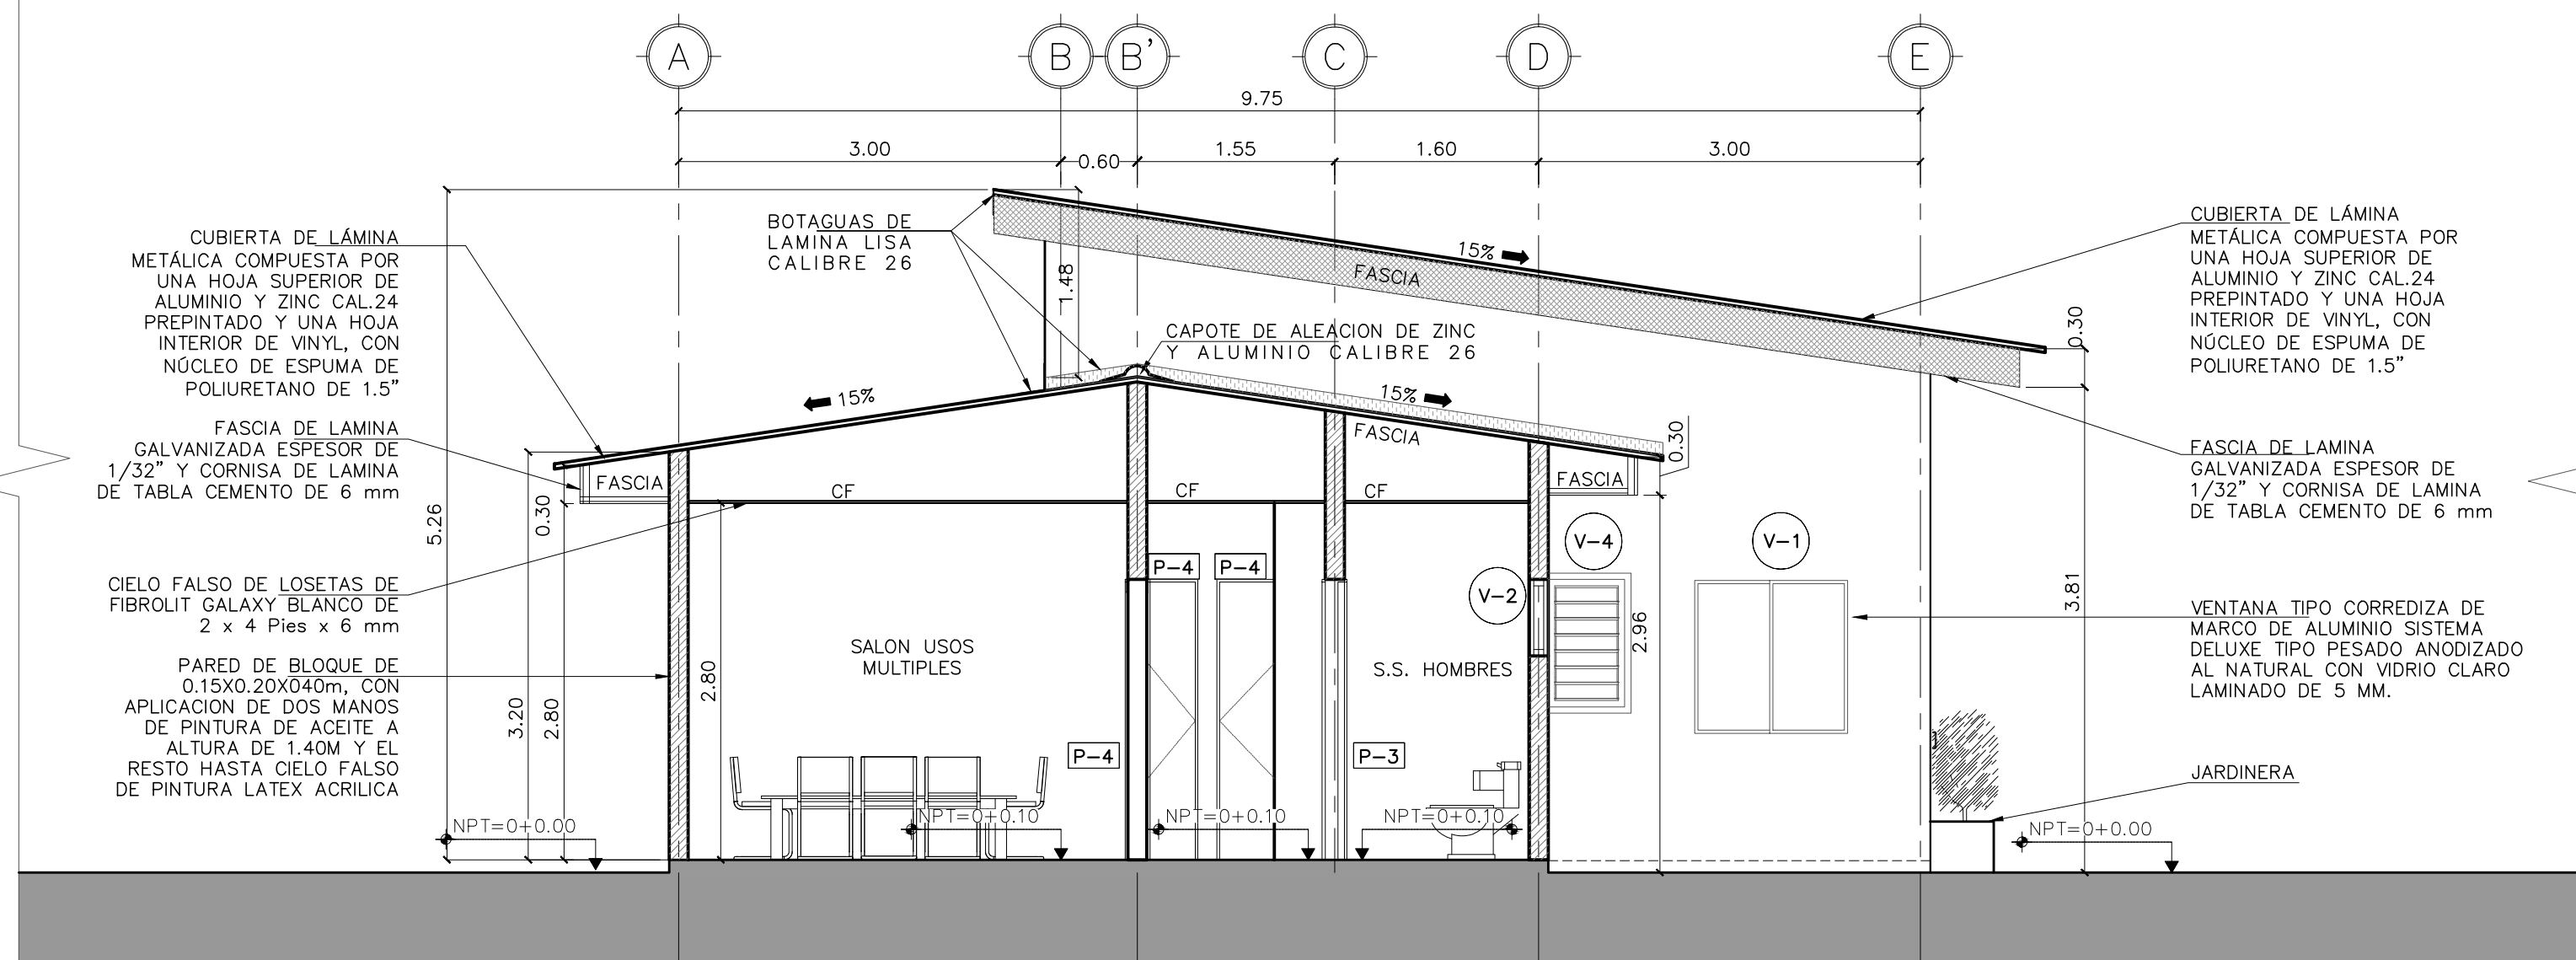 A
B
B'
C
D
E
9.75
3.00
0.60
1.55
1.60
3.00
CUBIERTA DE LÁMINA
METÁLICA COMPUESTA POR
UNA HOJA SUPERIOR DE
ALUMINIO Y ZINC CAL.24
PREPINTADO Y UNA HOJA
INTERIOR DE VINYL, CON
NÚCLEO DE ESPUMA DE
POLIURETANO DE 1.5”
FASCIA DE LAMINA
GALVANIZADA ESPESOR DE
1/32” Y CORNISA DE LAMINA
DE TABLA CEMENTO DE 6 mm
CIELO FALSO DE LOSETAS DE
FIBROLIT GALAXY BLANCO DE
2 x 4 Pies x 6 mm
PARED DE BLOQUE DE
0.15X0.20X040m, CON
APLICACION DE DOS MANOS
DE PINTURA DE ACEITE A
ALTURA DE 1.40M Y EL
RESTO HASTA CIELO FALSO
DE PINTURA LATEX ACRILICA
5.26
3.20
0.30
2.80
NPT=0+0.00
BOTAGUAS DE
LAMINA LISA
CALIBRE 26
1.48
CAPOTE DE ALEACION DE ZINC
Y ALUMINIO CALIBRE 26
15%
FASCIA
15%
15%
FASCIA
FASCIA
FASCIA
0.30
CF
CF
CF
2.80
SALON USOS
MULTIPLES
P-4
P-4
P-4
P-3
S.S. HOMBRES
V-2
V-4
V-1
2.96
NPT=0+0.10
NPT=0+0.10
NPT=0+0.10
0.30
3.81
NPT=0+0.00
CUBIERTA DE LÁMINA
METÁLICA COMPUESTA POR
UNA HOJA SUPERIOR DE
ALUMINIO Y ZINC CAL.24
PREPINTADO Y UNA HOJA
INTERIOR DE VINYL, CON
NÚCLEO DE ESPUMA DE
POLIURETANO DE 1.5”
FASCIA DE LAMINA
GALVANIZADA ESPESOR DE
1/32” Y CORNISA DE LAMINA
DE TABLA CEMENTO DE 6 mm
VENTANA TIPO CORREDIZA DE
MARCO DE ALUMINIO SISTEMA
DELUXE TIPO PESADO ANODIZADO
AL NATURAL CON VIDRIO CLARO
LAMINADO DE 5 MM.
JARDINERA